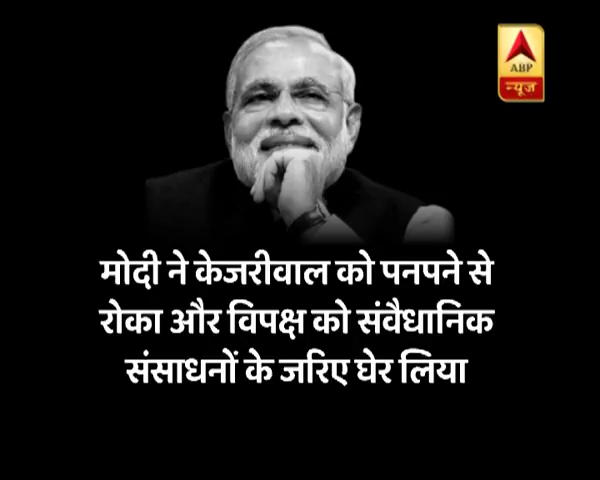 ABP
न्यूज़
मोदी ने केजरीवाल को पनपने से
रोका और विपक्ष को संवैधानिक
संसाधनों के जरिए घेर लिया